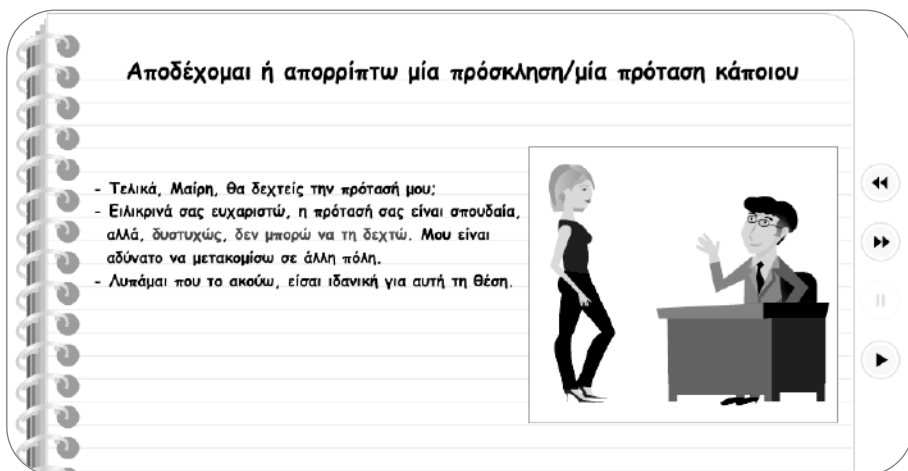 Αποδέχομαι ή απορρίπτω μία πρόσκληση/μία πρόταση κάποιου
- Τελικά, Μαίρη, θα δεχτείς την πρότασή μου;
- Ειλικρινά σας ευχαριστώ, η πρότασή σας είναι σπουδαία,
αλλά, δυστυχώς, δεν μπορώ να τη δεχτώ. Μου είναι
αδύνατο να μετακομίσω σε άλλη πόλη.
- Λυπάμαι που το ακούω, είσαι ιδανική για αυτή τη θέση.